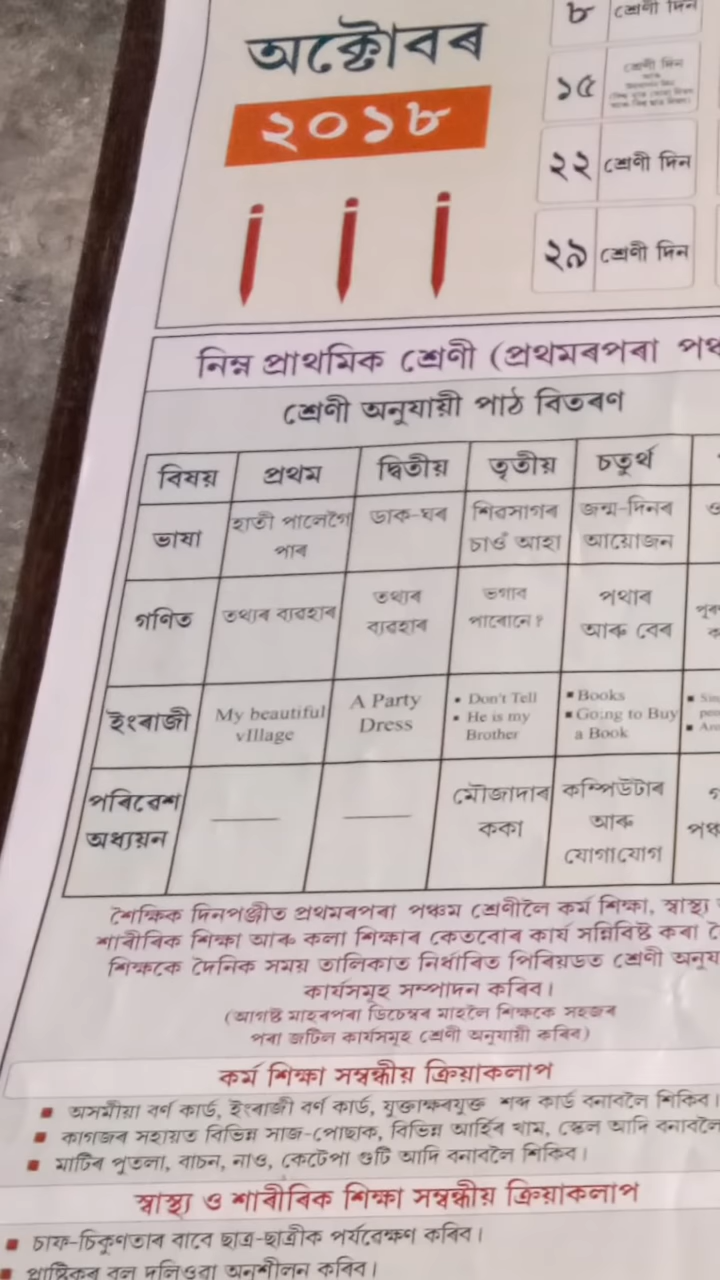 অক্টোবৰ
২০১৮
৮ শ্ৰেণী দিন
১৫ শ্ৰেণী দিন
২২ শ্ৰেণী দিন
২৯ শ্ৰেণী দিন
নিম্ন প্ৰাথমিক শ্ৰেণী (প্ৰথমৰপৰা
শ্ৰেণী অনুযায়ী পাঠ বিতৰণ
বিষয় প্ৰথম দ্বিতীয় তৃতীয় চতুৰ্থ
ভাষা হাতী পালেগৈ পাৰ ডাক-ঘৰ শিৱসাগৰ চাওঁ আহা জন্ম-দিনৰ আয়োজন
গণিত তথ্যৰ ব্যৱহাৰ তথ্যৰ ব্যৱহাৰ ভগাব পাৰোনে? পথাৰ আৰু বেৰ
ইংৰাজী My beautiful vIllage A Party Dress • Don't Tell • He is my Brother ▪ Books ▪ Going to Buy a Book
পৰিৱেশ অধ্যয়ন —— —— মৌজাদাৰ ককা কম্পিউটাৰ আৰু যোগাযোগ
শৈক্ষিক দিনপঞ্জীত প্ৰথমৰপৰা পঞ্চম শ্ৰেণীলৈ কৰ্ম শিক্ষা, স্বাস্থ্য
শাৰীৰিক শিক্ষা আৰু কলা শিক্ষাৰ কেতবোৰ কাৰ্য সন্নিবিষ্ট কৰা
শিক্ষকে দৈনিক সময় তালিকাত নিৰ্ধাৰিত পিৰিয়ডত শ্ৰেণী
কাৰ্যসমূহ সম্পাদন কৰিব।
(আগষ্ট মাহৰপৰা ডিচেম্বৰ মাহলৈ শিক্ষকে সহজৰ
পৰা জটিল কাৰ্যসমূহ শ্ৰেণী অনুযায়ী কৰিব)
কৰ্ম শিক্ষা সম্বন্ধীয় ক্ৰিয়াকলাপ
▪ অসমীয়া বৰ্ণ কাৰ্ড, ইংৰাজী বৰ্ণ কাৰ্ড, যুক্তাক্ষৰযুক্ত শব্দ কাৰ্ড বনাবলৈ শিকিব।
▪ কাগজৰ সহায়ত বিভিন্ন সাজ-পোছাক, বিভিন্ন আৰ্হিৰ খাম, স্কেল আদি বনাবলৈ
▪ মাটিৰ পুতলা, বাচন, নাও, কেটেপা গুটি আদি বনাবলৈ শিকিব।
স্বাস্থ্য ও শাৰীৰিক শিক্ষা সম্বন্ধীয় ক্ৰিয়াকলাপ
▪ চাফ-চিকুণতাৰ বাবে ছাত্ৰ-ছাত্ৰীক পৰ্যবেক্ষণ কৰিব।
▪ প্লাষ্টিকৰ বল দলিওৱা অনুশীলন কৰিব।